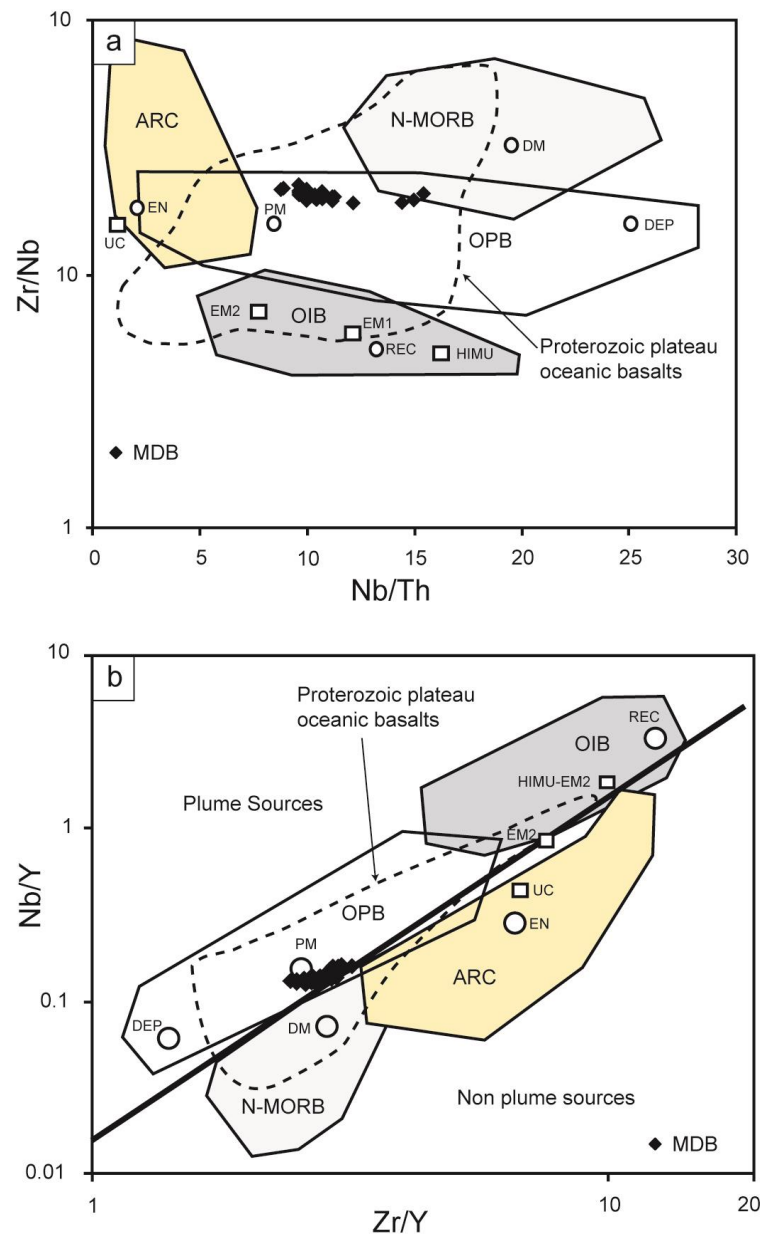 10
a
ARC
N-MORB
DM
EN
PM
UC
OPB
DEP
Zr/Nb
10
EM2
OIB
EM1
REC
HIMU
Proterozoic plateau
oceanic basalts
MDB
1
0
5
10
15
20
25
30
Nb/Th
10
b
Proterozoic plateau
oceanic basalts
REC
OIB
Plume Sources
HIMU-EM2
1
EM2
Nb/Y
OPB
UC
PM
EN
ARC
0.1
DEP
DM
N-MORB
Non plume sources
MDB
0.01
1
10
20
Zr/Y